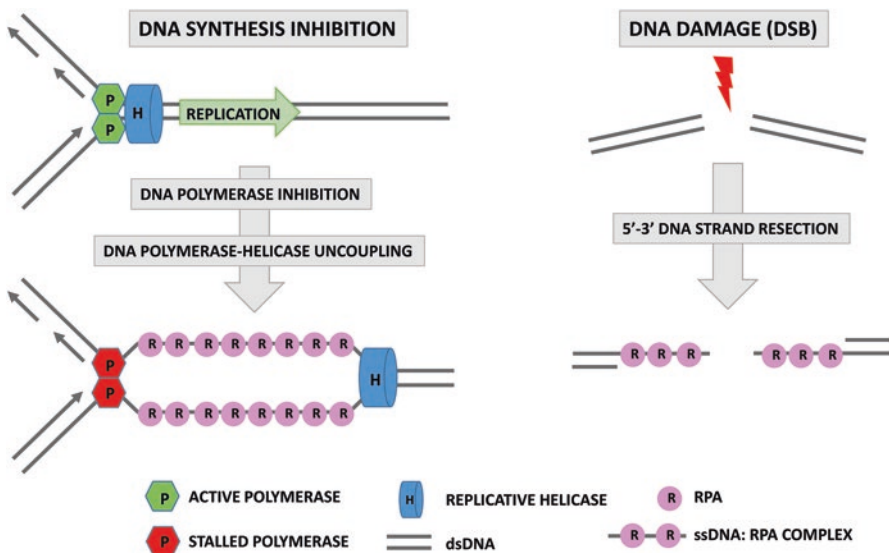 DNA SYNTHESIS INHIBITION
P
H
P
REPLICATION
DNA POLYMERASE INHIBITION
DNA POLYMERASE-HELICASE UNCOUPLING
R R R R R R R R
P
P
H
R R R R R R R R
DNA DAMAGE (DSB)
5’-3’ DNA STRAND RESECTION
R R R R R R
P ACTIVE POLYMERASE
H REPLICATIVE HELICASE
R RPA
P STALLED POLYMERASE
dsDNA
R R ssDNA: RPA COMPLEX